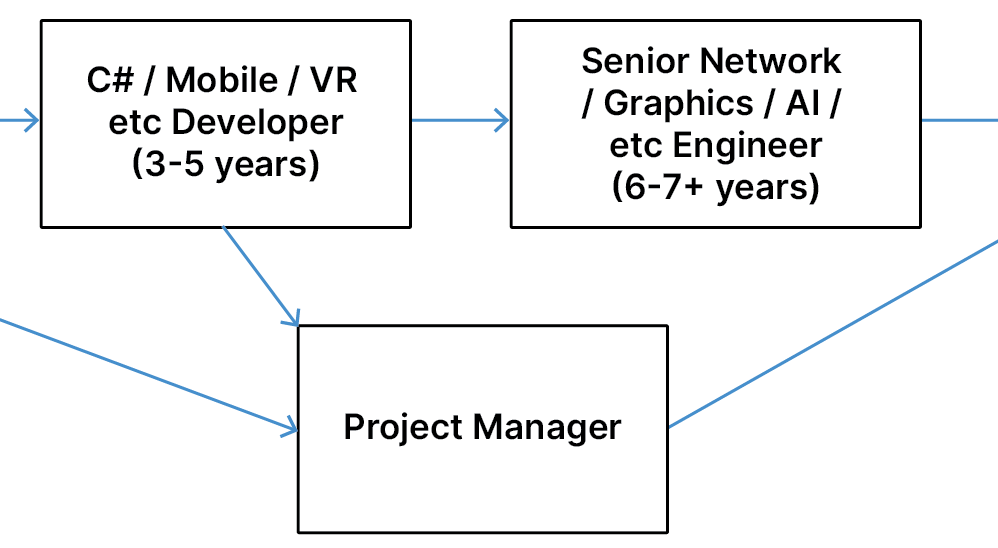 C# / Mobile / VR
etc Developer
(3-5 years)
Senior Network
/ Graphics / AI /
etc Engineer
(6-7+ years)
Project Manager